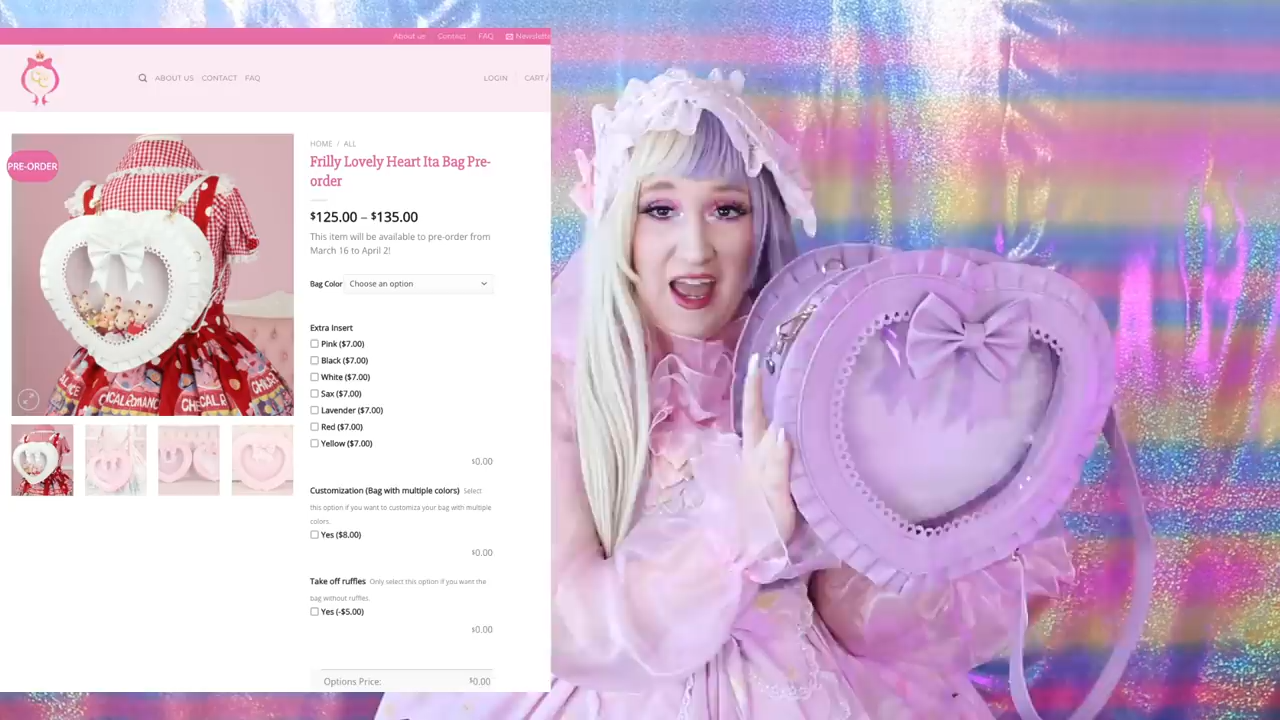 About us Contact FAQ Newslette
ABOUT US CONTACT FAQ LOGIN CART /
PRE-ORDER
HOME / ALL
Frilly Lovely Heart Ita Bag Pre-
order
$125.00 – $135.00
This item will be available to pre-order from
March 16 to April 2!
Bag Color Choose an option
Extra Insert
Pink ($7.00)
Black ($7.00)
White ($7.00)
Sax ($7.00)
Lavender ($7.00)
Red ($7.00)
Yellow ($7.00)
$0.00
Customization (Bag with multiple colors) Select
this option if you want to customiza your bag with multiple
colors.
Yes ($8.00)
$0.00
Take off ruffles Only select this option if you want the
bag without ruffles.
Yes (-$5.00)
$0.00
Options Price: $0.00